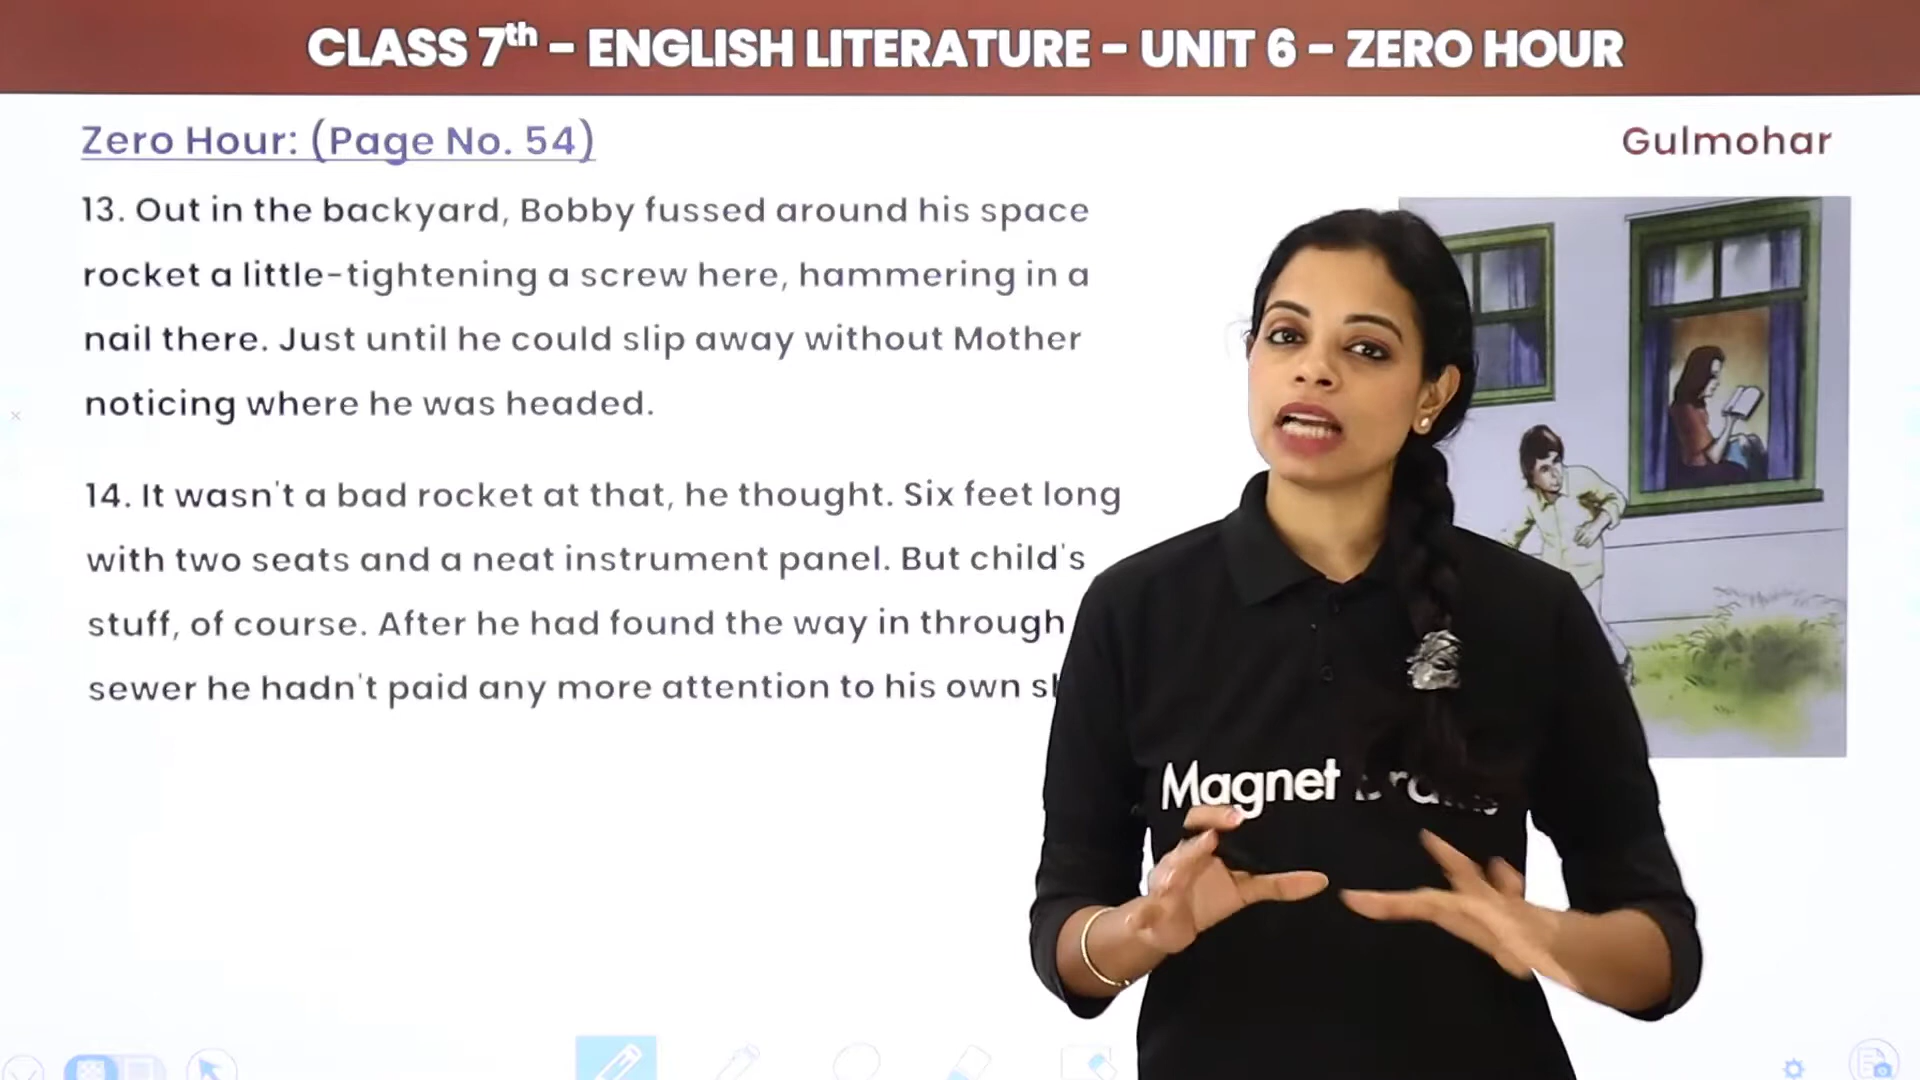 CLASS 7th – ENGLISH LITERATURE – UNIT 6 – ZERO HOUR
Zero Hour: (Page No. 54)
Gulmohar
13. Out in the backyard, Bobby fussed around his space
rocket a little-tightening a screw here, hammering in a
nail there. Just until he could slip away without Mother
noticing where he was headed.
14. It wasn't a bad rocket at that, he thought. Six feet long
with two seats and a neat instrument panel. But child's
stuff, of course. After he had found the way in through
sewer he hadn't paid any more attention to his own
Magnet